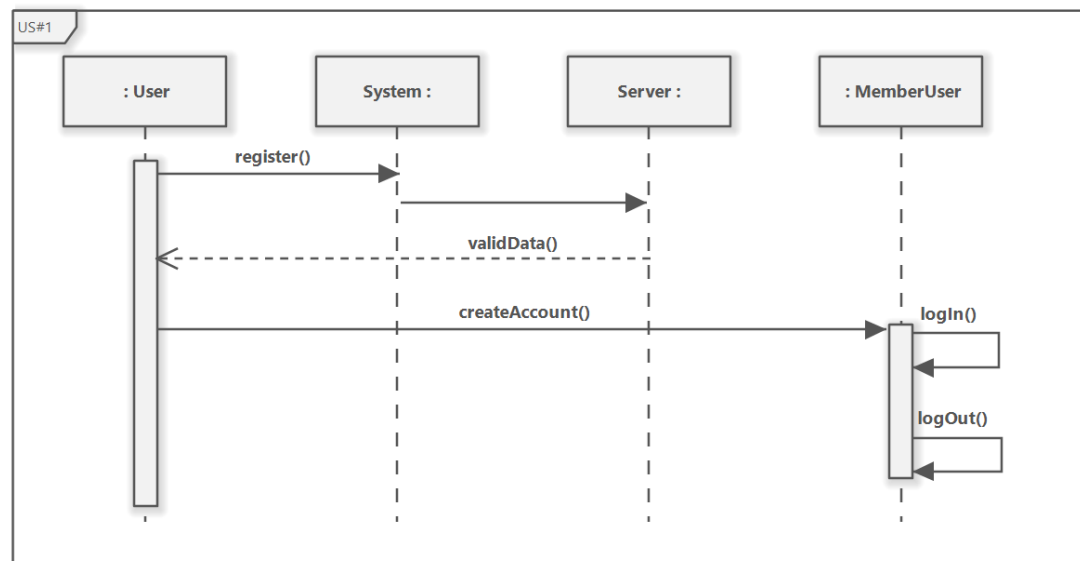 US#1
: User
System :
Server :
: MemberUser
register()
validData()
createAccount()
logIn()
logOut()